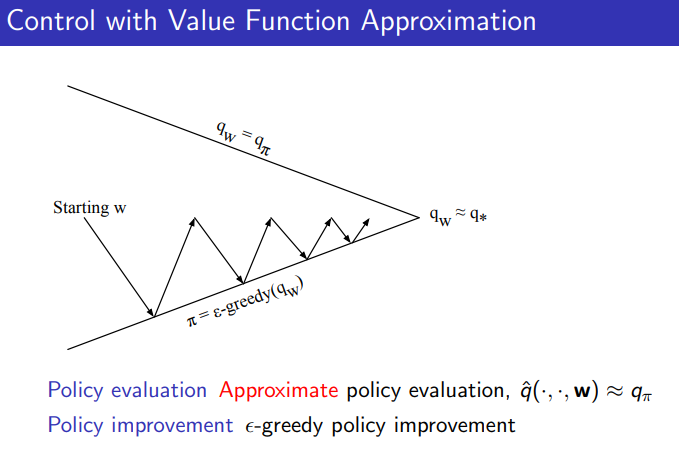 Control with Value Function Approximation
q_w = q_π
Starting w
q_w ≈ q_*
π = ε-greedy(q_w)
Policy evaluation Approximate policy evaluation, q̂(·, ·, w) ≈ q_π
Policy improvement ϵ-greedy policy improvement